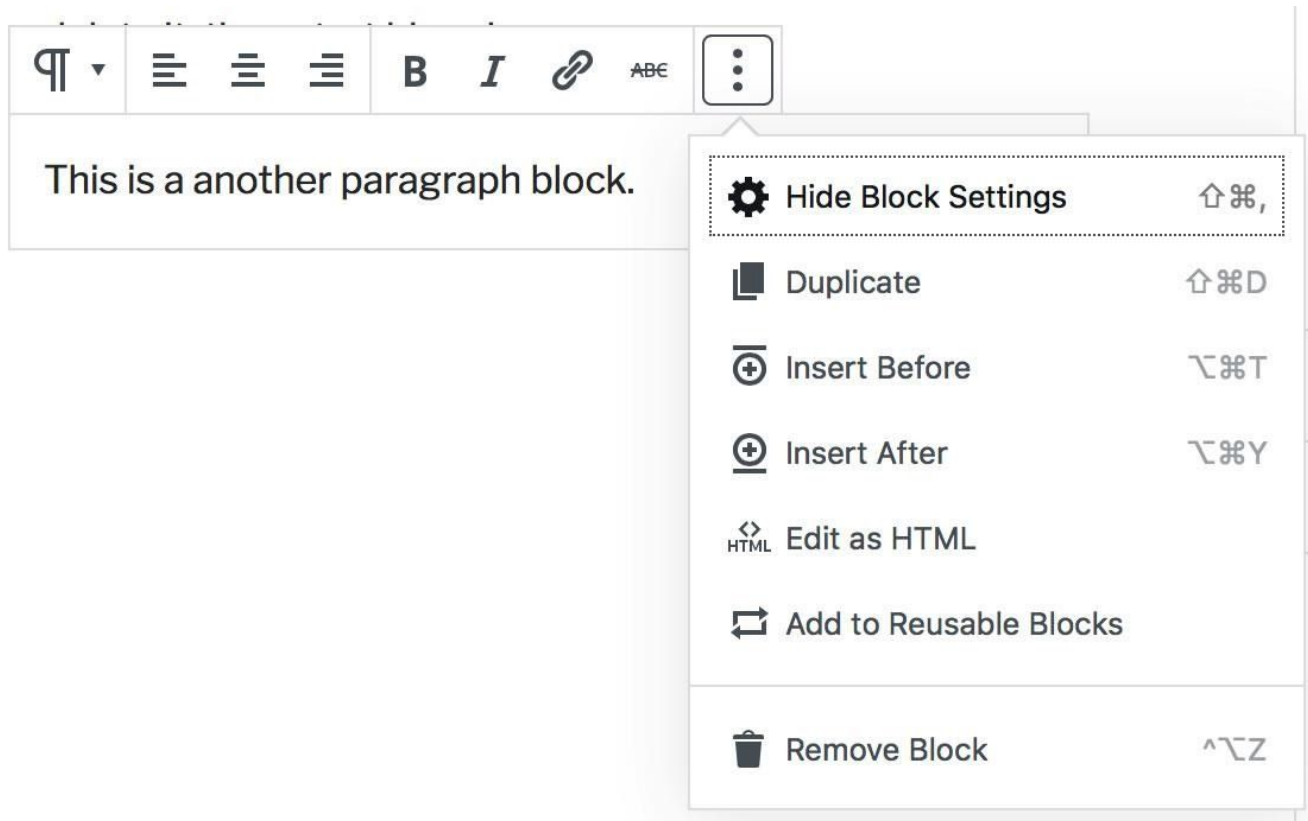 ¶ ▼ B I ABC
This is a another paragraph block.
Hide Block Settings ⇧⌘,
Duplicate ⇧⌘D
Insert Before ⌥⌘T
Insert After ⌥⌘Y
<> HTML Edit as HTML
Add to Reusable Blocks
Remove Block ^⌥Z